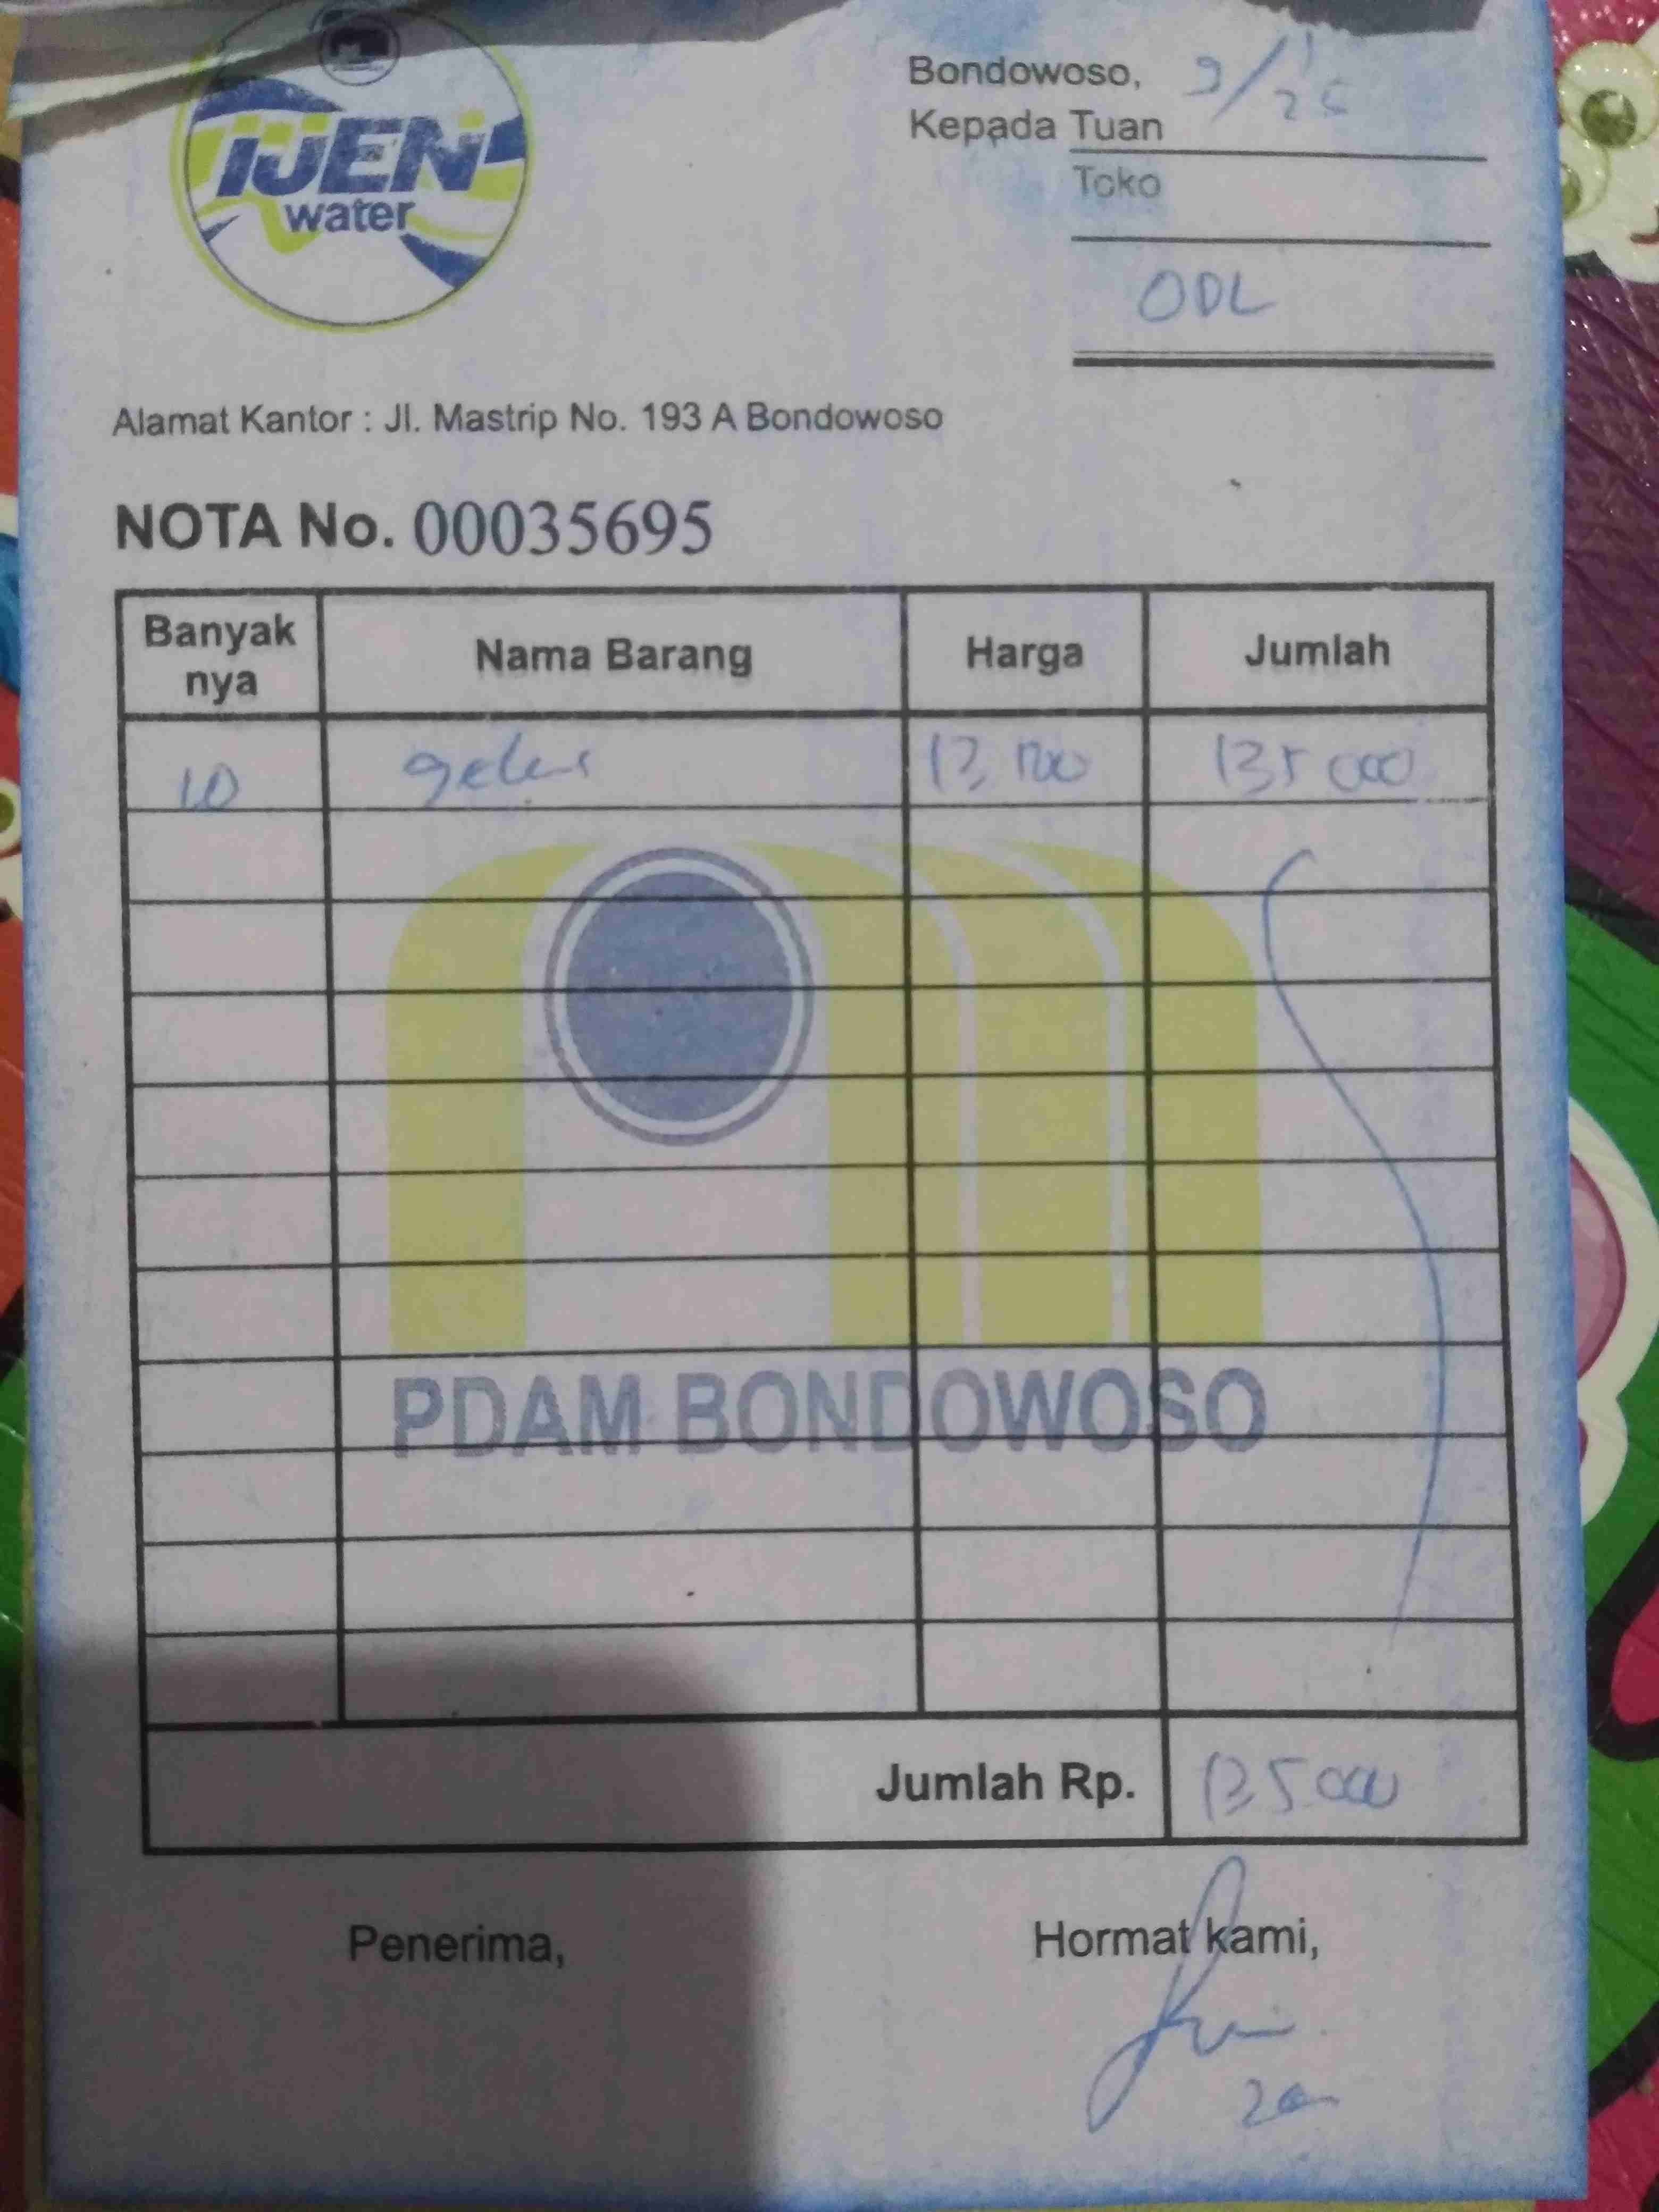 IJEN
water
Bondowoso, 9/1 25
Kepada Tuan
Toko
ODL
Alamat Kantor : Jl. Mastrip No. 193 A Bondowoso
NOTA No. 00035695
Banyak nya Nama Barang Harga Jumlah
10 gelas 13.500 135 000
PDAM BONDOWOSO
Jumlah Rp. 135 000
Penerima, Hormat kami,